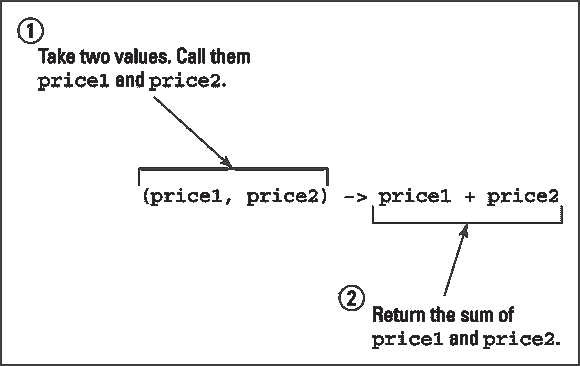 1
Take two values. Call them
price1 and price2.
(price1, price2) -> price1 + price2
2
Return the sum of
price1 and price2.